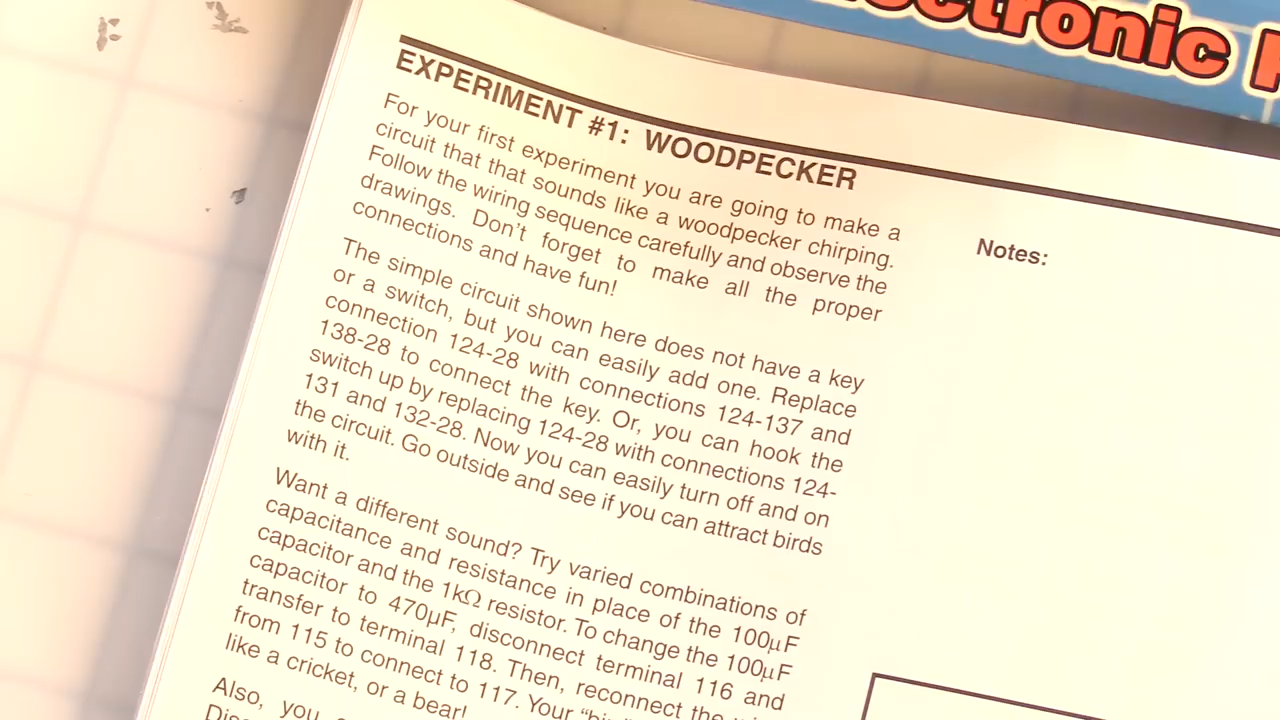 ctronic
EXPERIMENT #1: WOODPECKER
For your first experiment you are going to make a
circuit that that sounds like a woodpecker chirping.
Follow the wiring sequence carefully and observe the
drawings. Don't forget to make all the proper
connections and have fun!
The simple circuit shown here does not have a key
or a switch, but you can easily add one. Replace
connection 124-28 with connections 124-137 and
138-28 to connect the key. Or, you can hook the
switch up by replacing 124-28 with connections 124-
131 and 132-28. Now you can easily turn off and on
the circuit. Go outside and see if you can attract birds
with it.
Want a different sound? Try varied combinations of
capacitance and resistance in place of the 100µF
capacitor and the 1kΩ resistor. To change the 100µF
capacitor to 470µF, disconnect terminal 116 and
transfer to terminal 118. Then, reconnect the
from 115 to connect to 117. Your
like a cricket, or a bear!
Also, you
Notes: